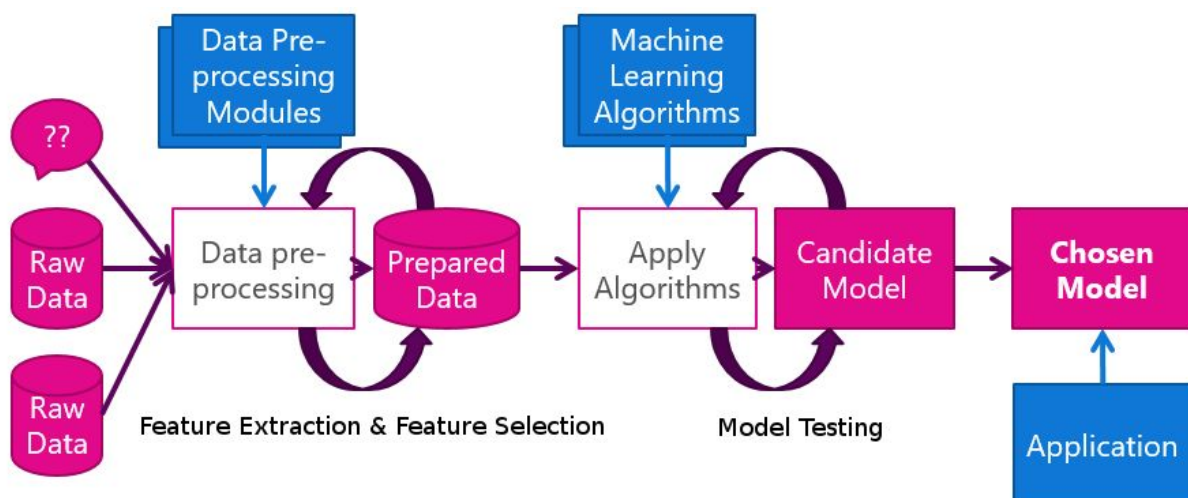 Data Pre-
processing
Modules
Machine
Learning
Algorithms
??
Raw
Data
Raw
Data
Data pre-
processing
Prepared
Data
Apply
Algorithms
Candidate
Model
Chosen
Model
Feature Extraction & Feature Selection
Model Testing
Application